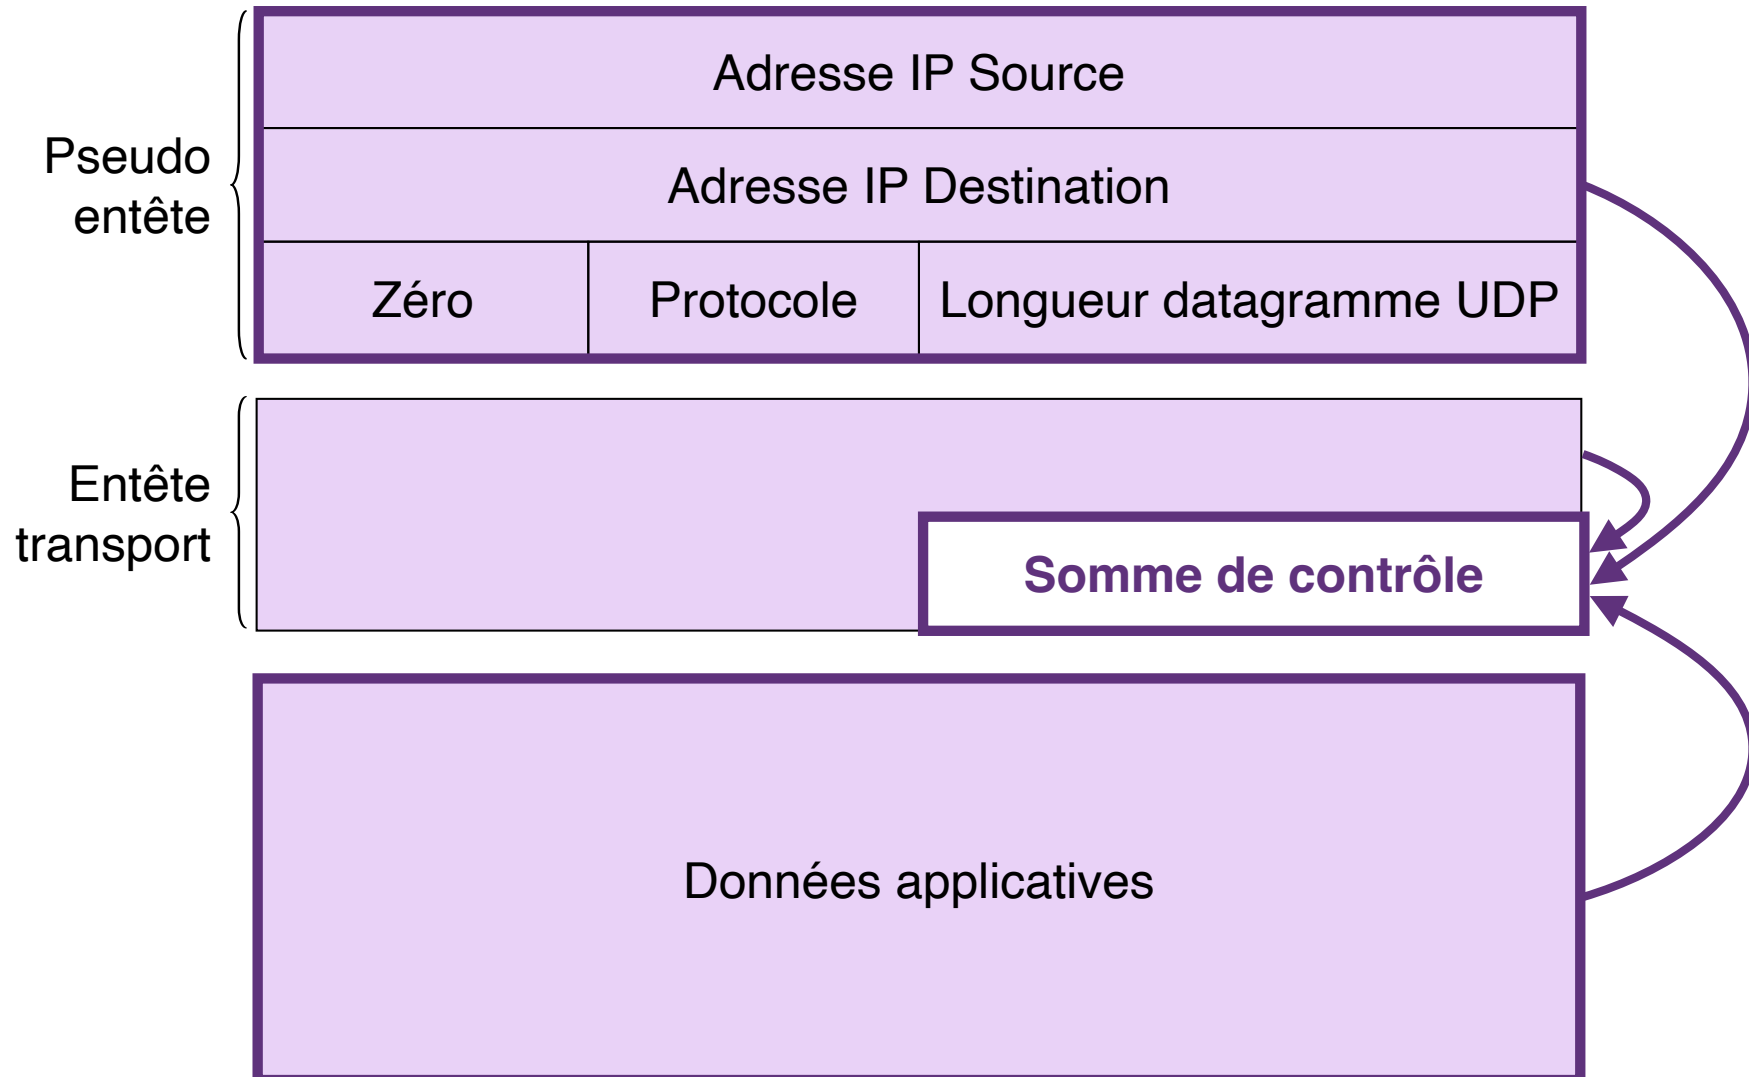 Adresse IP Source
Pseudo
entête
Adresse IP Destination
Zéro
Protocole
Longueur datagramme UDP
Entête
transport
Somme de contrôle
Données applicatives